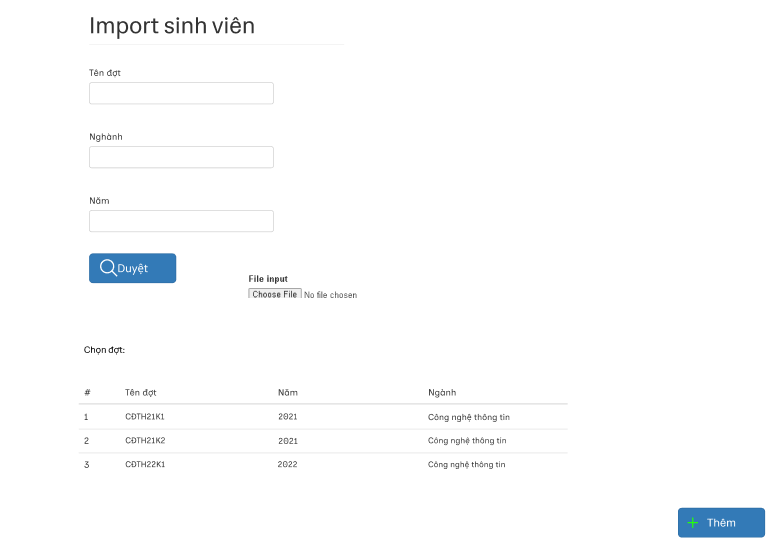 Import sinh viên
Tên đợt
Nghành
Năm
Duyệt
File input
Choose File No file chosen
Chọn đợt:
# Tên đợt Năm Ngành
1 CĐTH21K1 2021 Công nghệ thông tin
2 CĐTH21K2 2021 Công nghệ thông tin
3 CĐTH22K1 2022 Công nghệ thông tin
Thêm